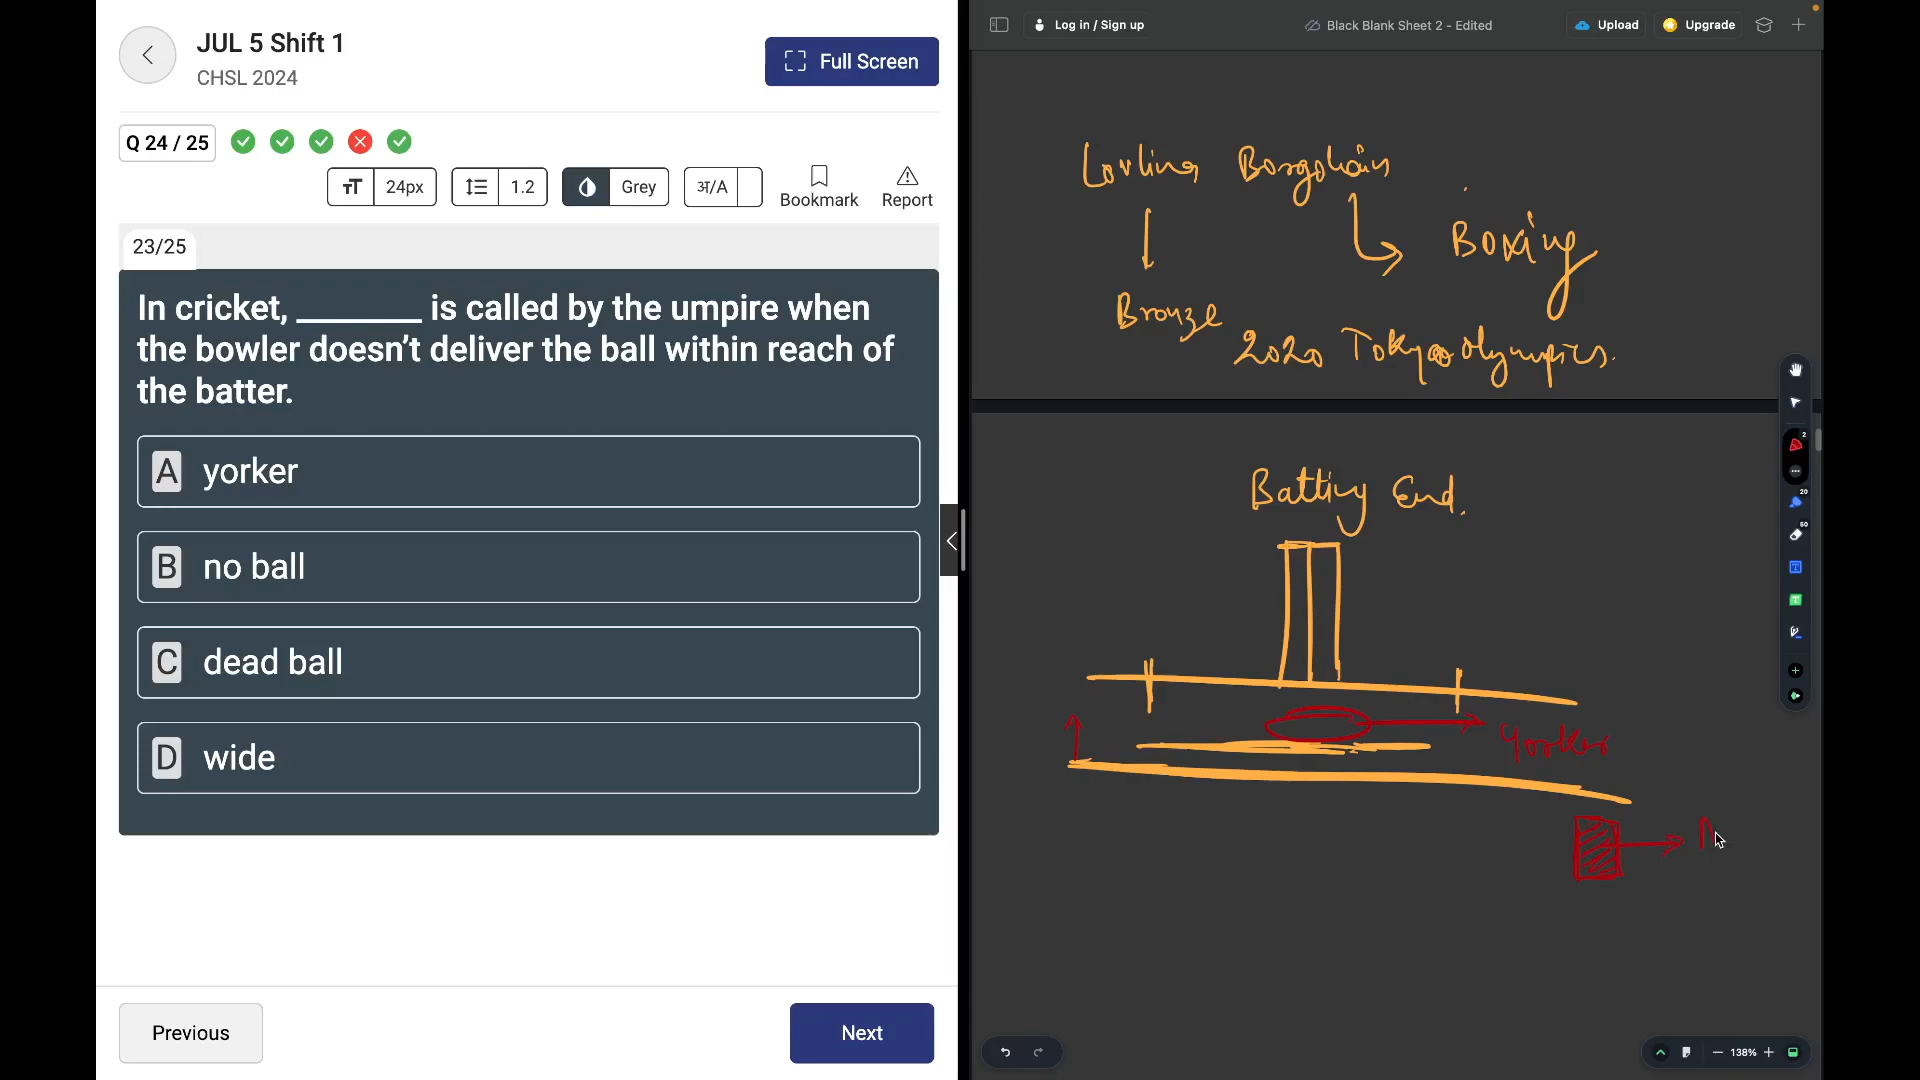 JUL 5 Shift 1
CHSL 2024
Full Screen
Q 24 / 25
24px
1.2
Grey
अ/A
Bookmark
Report
23/25
In cricket, ________ is called by the umpire when
the bowler doesn’t deliver the ball within reach of
the batter.
A yorker
B no ball
C dead ball
D wide
Previous
Next
Log in / Sign up
Black Blank Sheet 2 - Edited
Upload
Upgrade
Lovlina Borgohain
Boxing
Bronze
2020 Tokyo Olympics.
Batting End.
Yorker
2
20
50
138%